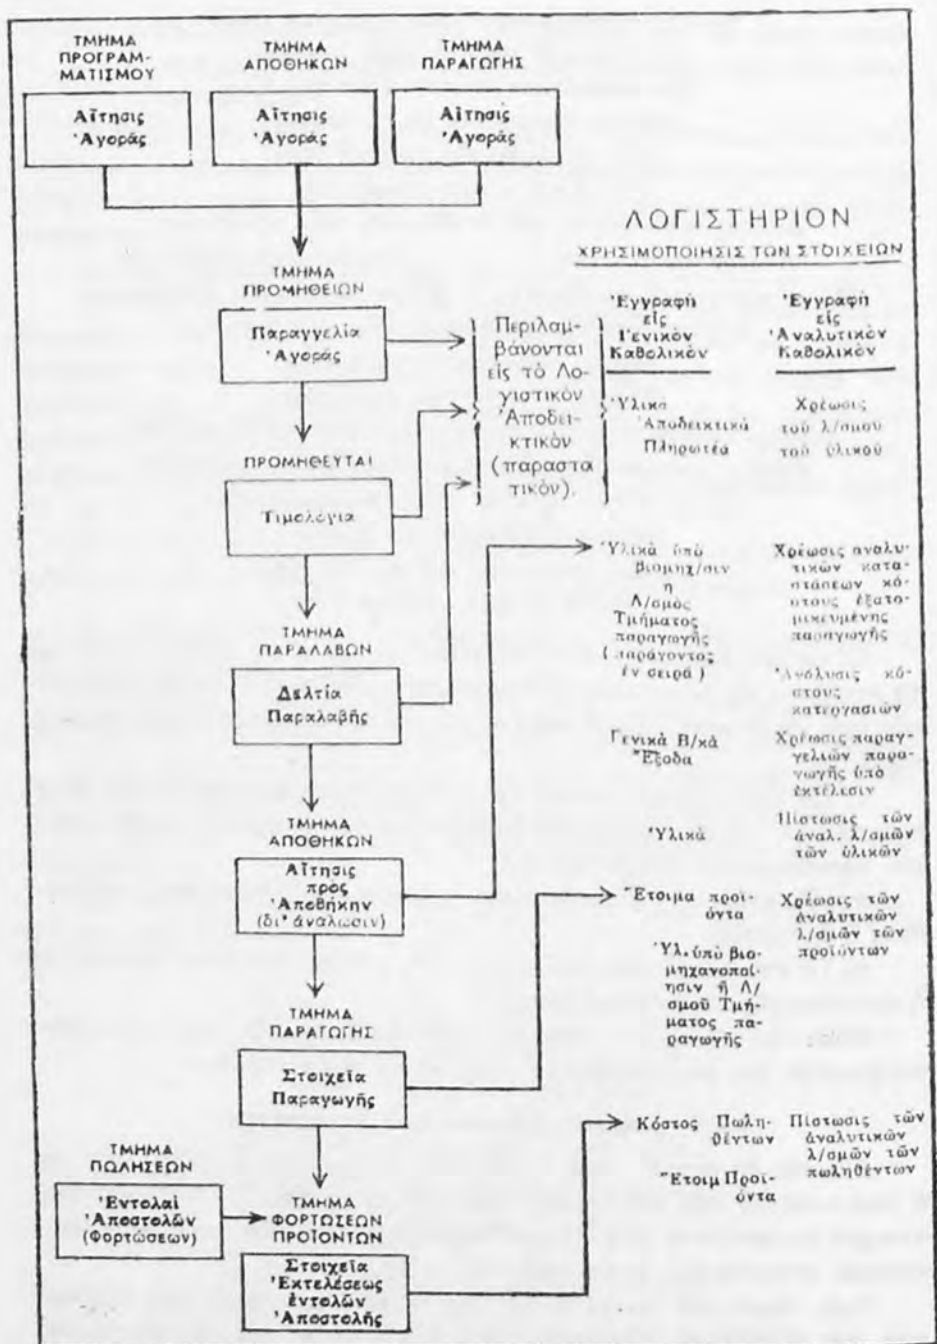 ΤΜΗΜΑ
ΠΡΟΓΡΑΜ-
ΜΑΤΙΣΜΟΥ
Αἴτησις
Ἀγορᾶς
ΤΜΗΜΑ
ΑΠΟΘΗΚΩΝ
Αἴτησις
Ἀγορᾶς
ΤΜΗΜΑ
ΠΑΡΑΓΩΓΗΣ
Αἴτησις
Ἀγορᾶς
ΛΟΓΙΣΤΗΡΙΟΝ
ΧΡΗΣΙΜΟΠΟΙΗΣΙΣ ΤΩΝ ΣΤΟΙΧΕΙΩΝ
ΤΜΗΜΑ
ΠΡΟΜΗΘΕΙΩΝ
Παραγγελία
Ἀγορᾶς
Περιλαμ-
βάνονται
εἰς τὸ Λο-
γιστικὸν
Ἀποδει-
κτικὸν
(παραστα
τικὸν).
Ἐγγραφὴ
εἰς
Γενικὸν
Καθολικὸν
Ἐγγραφὴ
εἰς
Ἀναλυτικὸν
Καθολικὸν
Ὑλικὰ
Ἀποδεικτικὰ
Πληρωτέα
Χρέωσις
τοῦ λ/σμοῦ
τοῦ ὑλικοῦ
ΠΡΟΜΗΘΕΥΤΑΙ
Τιμολόγια
Ὑλικὰ ὑπὸ
βιομηχ/σιν
ἢ
Λ/σμὸς
Τμήματος
παραγωγῆς
(παράγοντος
ἐν σειρᾷ)
Χρέωσις ἀναλυ-
τικῶν κατα-
στάσεων κό-
στους ἐξατο-
μικευμένης
παραγωγῆς
Ἀνάλυσις κό-
στους
κατεργασιῶν
ΤΜΗΜΑ
ΠΑΡΑΛΑΒΩΝ
Δελτία
Παραλαβῆς
Γενικὰ Β/κὰ
Ἔξοδα
Χρέωσις παραγ-
γελιῶν παρα-
γωγῆς ὑπὸ
ἐκτέλεσιν
Ὑλικὰ
Πίστωσις τῶν
ἀναλ. λ/σμῶν
τῶν ὑλικῶν
ΤΜΗΜΑ
ΑΠΟΘΗΚΩΝ
Αἴτησις
πρὸς
Ἀποθήκην
(δι' ἀνάλωσιν)
Ἕτοιμα προϊ-
όντα
Χρέωσις τῶν
ἀναλυτικῶν
λ/σμῶν τῶν
προϊόντων
Ὑλ. ὑπὸ βιο-
μηχανοποί-
ησιν ἢ Λ/
σμοῦ Τμή-
ματος πα-
ραγωγῆς
ΤΜΗΜΑ
ΠΑΡΑΓΩΓΗΣ
Στοιχεῖα
Παραγωγῆς
Κόστος Πωλη-
θέντων
Ἕτοιμ Προϊ-
όντα
Πίστωσις τῶν
ἀναλυτικῶν
λ/σμῶν τῶν
πωληθέντων
ΤΜΗΜΑ
ΠΩΛΗΣΕΩΝ
Ἐντολαὶ
Ἀποστολῶν
(Φορτώσεων)
ΤΜΗΜΑ
ΦΟΡΤΩΣΕΩΝ
ΠΡΟΪΟΝΤΩΝ
Στοιχεῖα
Ἐκτελέσεως
ἐντολῶν
Ἀποστολῆς